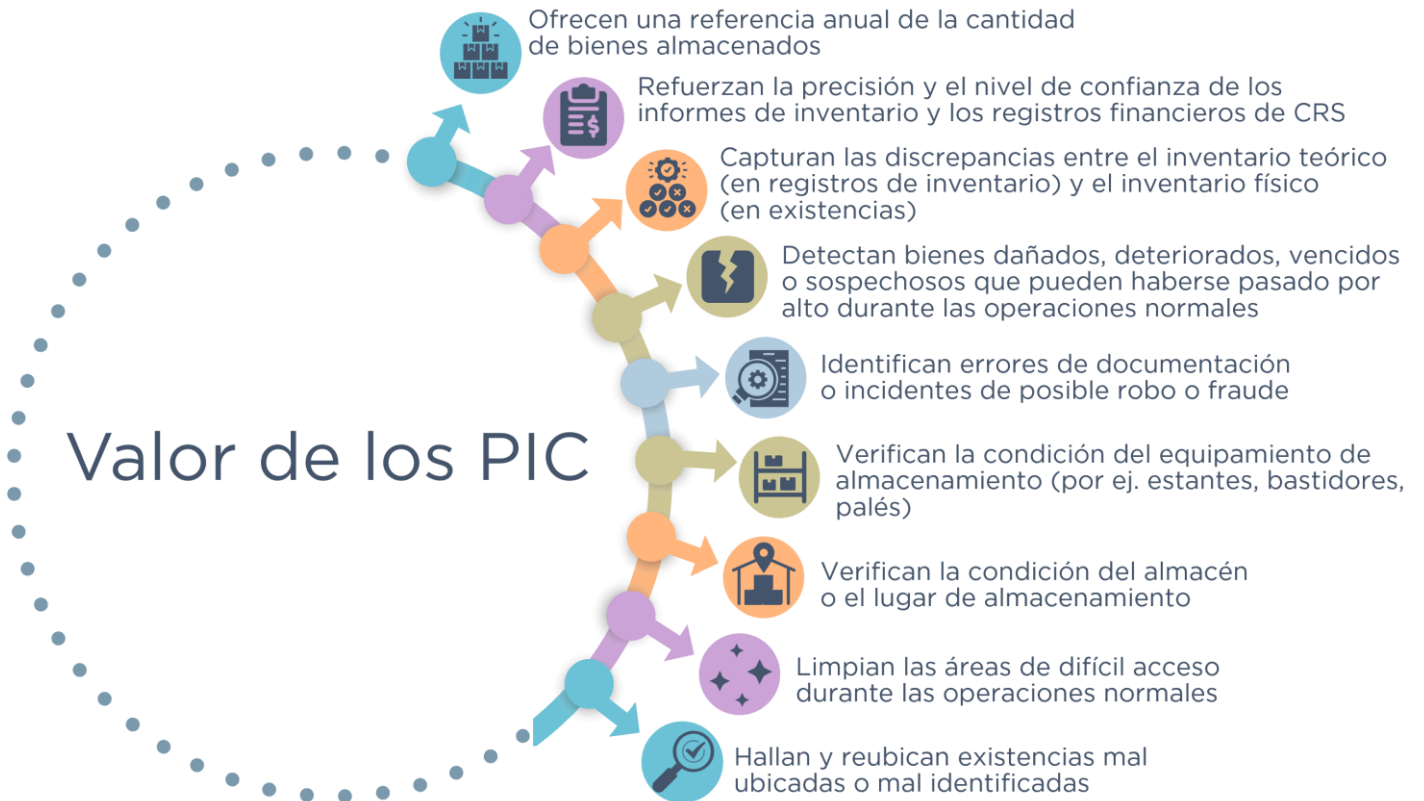 Ofrecen una referencia anual de la cantidad
de bienes almacenados
Refuerzan la precisión y el nivel de confianza de los
informes de inventario y los registros financieros de CRS
Capturan las discrepancias entre el inventario teórico
(en registros de inventario) y el inventario físico
(en existencias)
Detectan bienes dañados, deteriorados, vencidos
o sospechosos que pueden haberse pasado por
alto durante las operaciones normales
Identifican errores de documentación
o incidentes de posible robo o fraude
Valor de los PIC
Verifican la condición del equipamiento de
almacenamiento (por ej. estantes, bastidores,
palés)
Verifican la condición del almacén
o el lugar de almacenamiento
Limpian las áreas de difícil acceso
durante las operaciones normales
Hallan y reubican existencias mal
ubicadas o mal identificadas